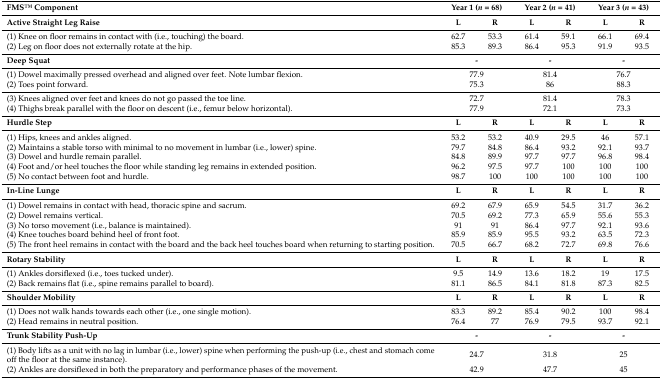 FMS™ Component Year 1 (n = 68) Year 2 (n = 41) Year 3 (n = 43)
Active Straight Leg Raise L R L R L R
(1) Knee on floor remains in contact with (i.e., touching) the board. 62.7 53.3 61.4 59.1 66.1 69.4
(2) Leg on floor does not externally rotate at the hip. 85.3 89.3 86.4 95.3 91.9 93.5
Deep Squat - - -
(1) Dowel maximally pressed overhead and aligned over feet. Note lumbar flexion. 77.9 81.4 76.7
(2) Toes point forward. 75.3 86 88.3
(3) Knees aligned over feet and knees do not go passed the toe line. 72.7 81.4 78.3
(4) Thighs break parallel with the floor on descent (i.e., femur below horizontal). 77.9 72.1 73.3
Hurdle Step L R L R L R
(1) Hips, knees and ankles aligned. 53.2 53.2 40.9 29.5 46 57.1
(2) Maintains a stable torso with minimal to no movement in lumbar (i.e., lower) spine. 79.7 84.8 86.4 93.2 92.1 93.7
(3) Dowel and hurdle remain parallel. 84.8 89.9 97.7 97.7 96.8 98.4
(4) Foot and/or heel touches the floor while standing leg remains in extended position. 96.2 97.5 97.7 100 100 100
(5) No contact between foot and hurdle. 98.7 100 100 100 100 100
In-Line Lunge L R L R L R
(1) Dowel remains in contact with head, thoracic spine and sacrum. 69.2 67.9 65.9 54.5 31.7 36.2
(2) Dowel remains vertical. 70.5 69.2 77.3 65.9 55.6 55.3
(3) No torso movement (i.e., balance is maintained). 91 91 86.4 97.7 92.1 93.6
(4) Knee touches board behind heel of front foot. 85.9 85.9 95.5 93.2 63.5 72.3
(5) The front heel remains in contact with the board and the back heel touches board when returning to starting position. 70.5 66.7 68.2 72.7 69.8 76.6
Rotary Stability L R L R L R
(1) Ankles dorsiflexed (i.e., toes tucked under). 9.5 14.9 13.6 18.2 19 17.5
(2) Back remains flat (i.e., spine remains parallel to board). 81.1 86.5 84.1 81.8 87.3 82.5
Shoulder Mobility L R L R L R
(1) Does not walk hands towards each other (i.e., one single motion). 83.3 89.2 85.4 90.2 100 98.4
(2) Head remains in neutral position. 76.4 77 76.9 79.5 93.7 92.1
Trunk Stability Push-Up - - -
(1) Body lifts as a unit with no lag in lumbar (i.e., lower) spine when performing the push-up (i.e., chest and stomach come
off the floor at the same instance). 24.7 31.8 25
(2) Ankles are dorsiflexed in both the preparatory and performance phases of the movement. 42.9 47.7 45